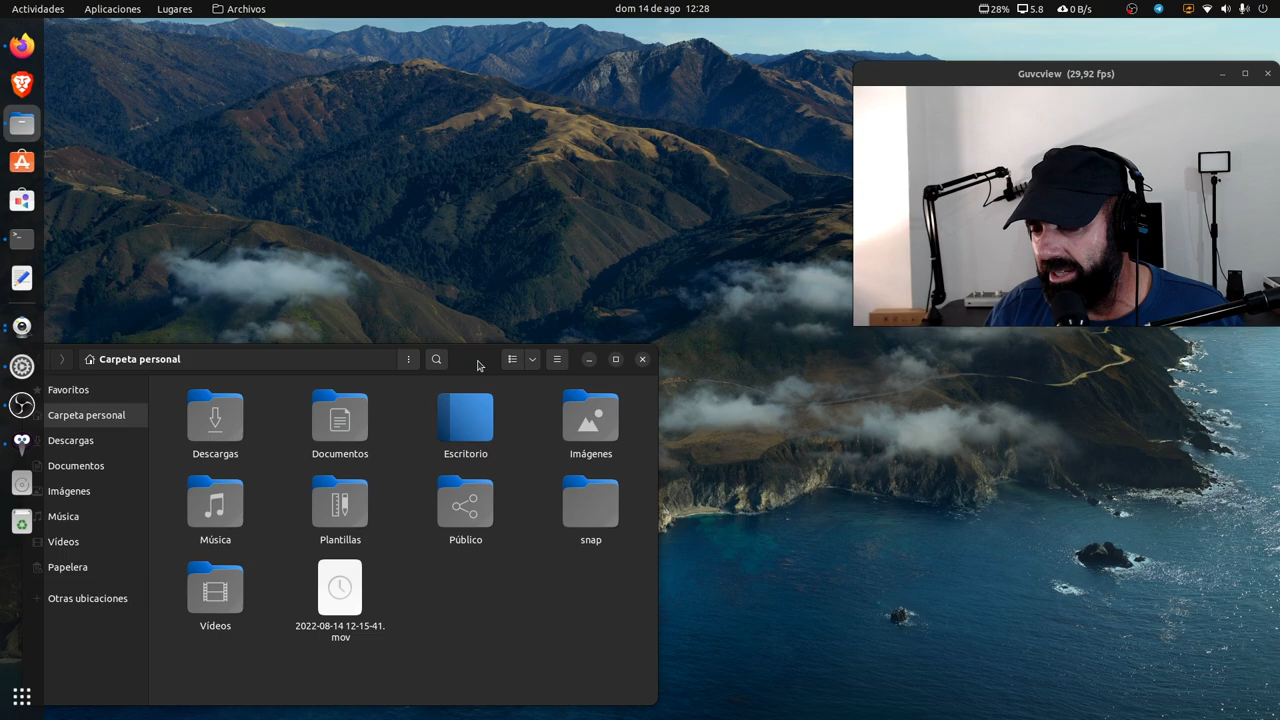 Actividades Aplicaciones Lugares Archivos dom 14 de ago 12:28 28% 5.8 0 B/s
Guvcview (29,92 fps)
Carpeta personal
Favoritos
Carpeta personal
Descargas
Documentos
Imágenes
Música
Vídeos
Papelera
Otras ubicaciones
Descargas Documentos Escritorio Imágenes
Música Plantillas Público snap
Vídeos 2022-08-14 12-15-41.
mov